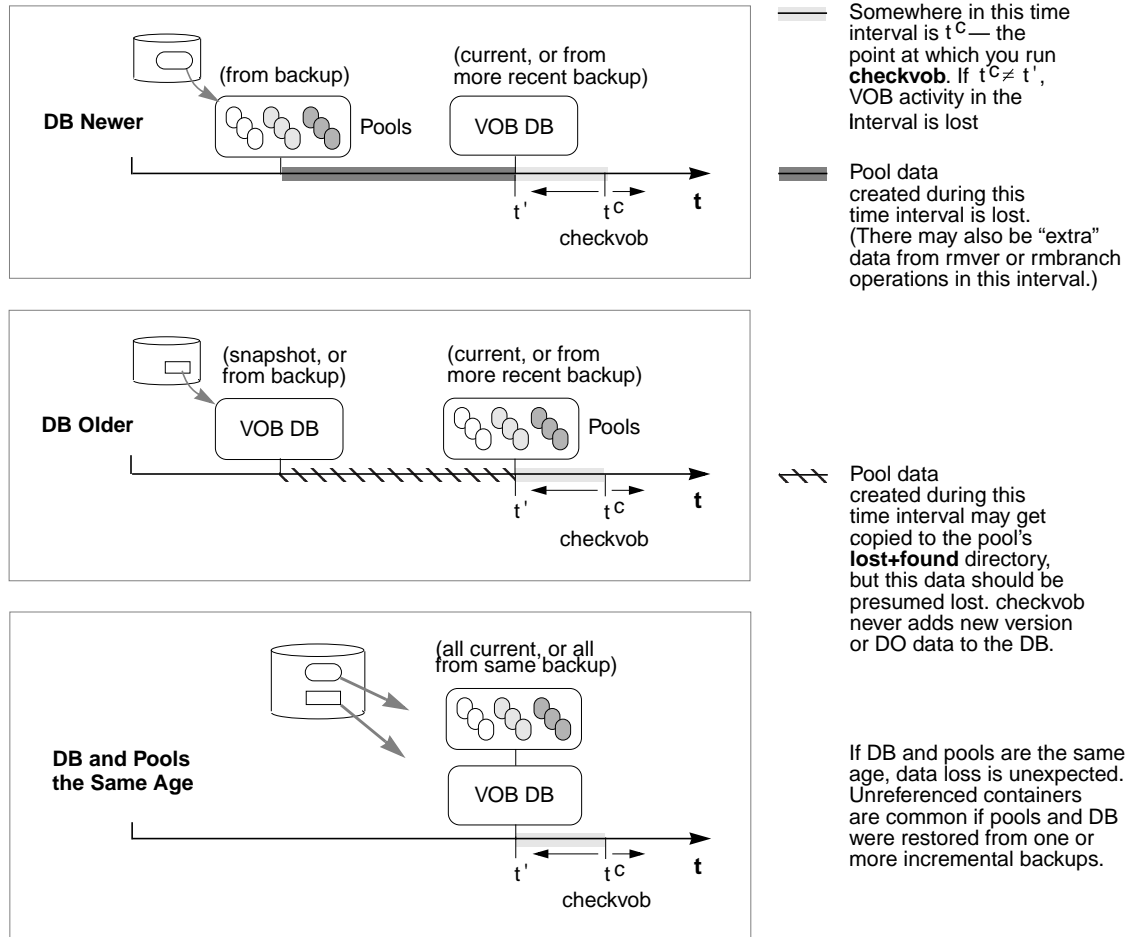 (from backup)
(current, or from
more recent backup)
DB Newer
Pools
VOB DB
t'
tᶜ
t
checkvob
Somewhere in this time
interval is tᶜ— the
point at which you run
checkvob. If tᶜ≠ t',
VOB activity in the
Interval is lost
Pool data
created during this
time interval is lost.
(There may also be “extra”
data from rmver or rmbranch
operations in this interval.)
(snapshot, or
from backup)
(current, or from
more recent backup)
DB Older
VOB DB
Pools
t'
tᶜ
t
checkvob
Pool data
created during this
time interval may get
copied to the pool's
lost+found directory,
but this data should be
presumed lost. checkvob
never adds new version
or DO data to the DB.
(all current, or all
from same backup)
DB and Pools
the Same Age
VOB DB
t'
tᶜ
t
checkvob
If DB and pools are the same
age, data loss is unexpected.
Unreferenced containers
are common if pools and DB
were restored from one or
more incremental backups.